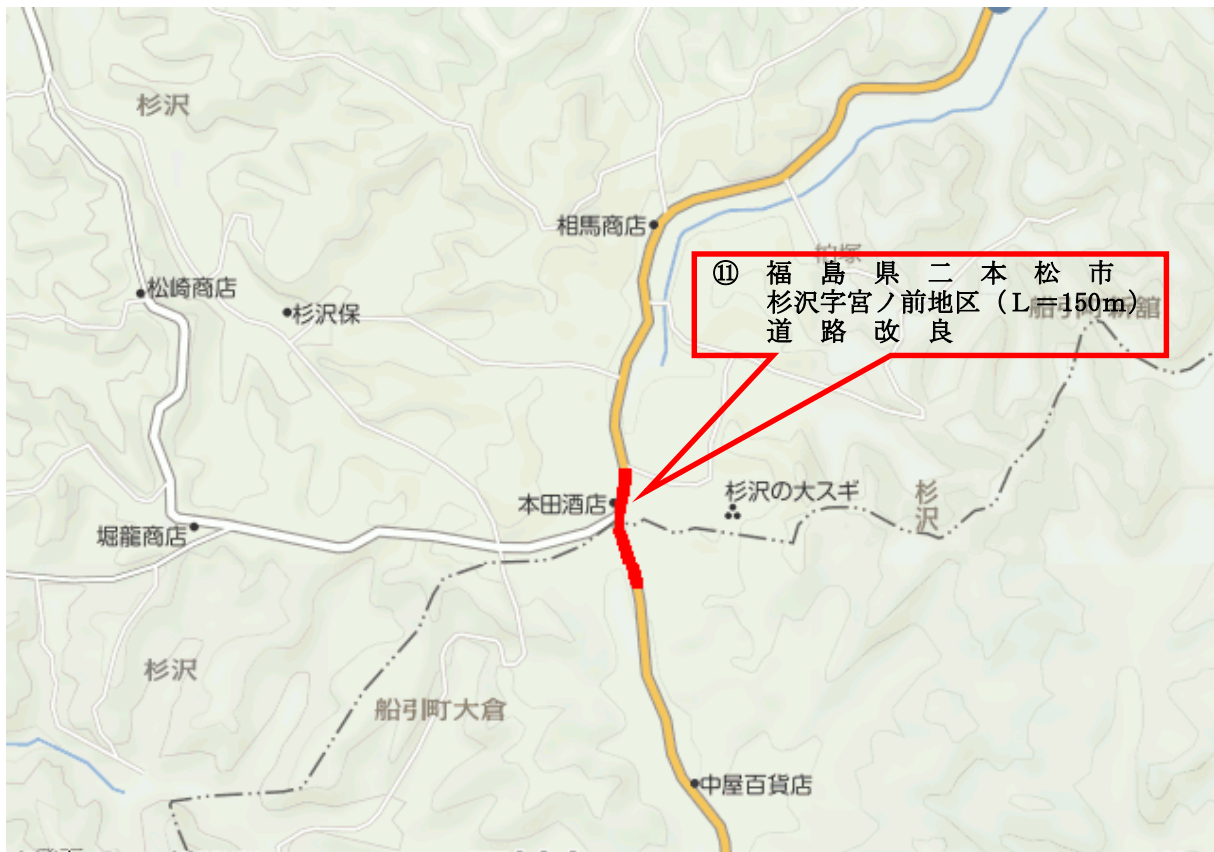 杉沢
相馬商店
松崎商店
杉沢保
⑪ 福島県二本松市
杉沢字宮ノ前地区(L=150m)
道路改良
本田酒店
杉沢の大スギ
杉沢
堀龍商店
杉沢
船引町大倉
中屋百貨店